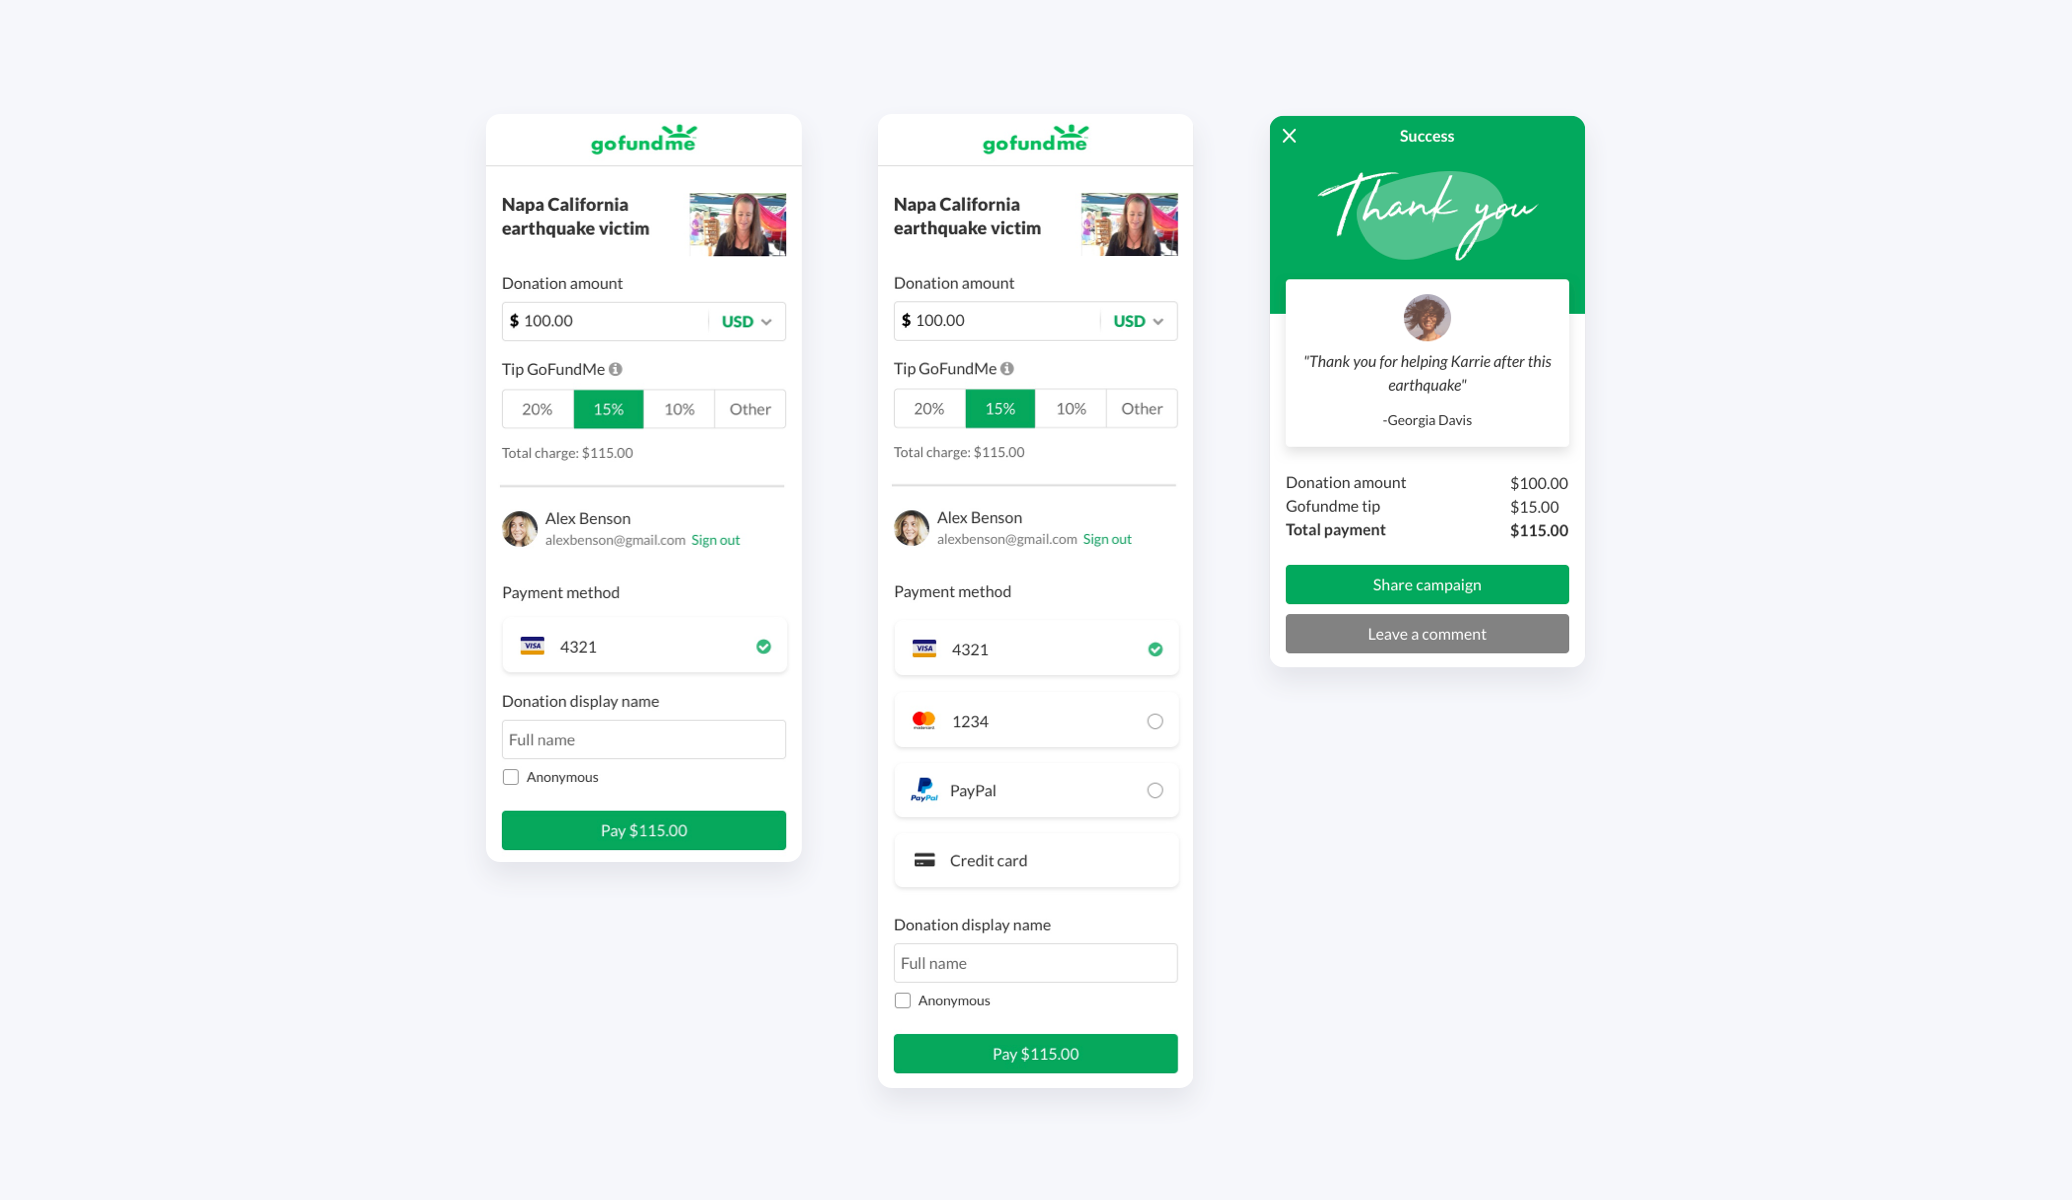 gofundme
Napa California
earthquake victim
Donation amount
$ 100.00 USD
Tip GoFundMe
20% 15% 10% Other
Total charge: $115.00
Alex Benson
alexbenson@gmail.com Sign out
Payment method
VISA 4321
Donation display name
Full name
Anonymous
Pay $115.00
gofundme
Napa California
earthquake victim
Donation amount
$ 100.00 USD
Tip GoFundMe
20% 15% 10% Other
Total charge: $115.00
Alex Benson
alexbenson@gmail.com Sign out
Payment method
VISA 4321
mastercard 1234
PayPal PayPal
Credit card
Donation display name
Full name
Anonymous
Pay $115.00
Success
Thank you
"Thank you for helping Karrie after this
earthquake"
-Georgia Davis
Donation amount $100.00
Gofundme tip $15.00
Total payment $115.00
Share campaign
Leave a comment